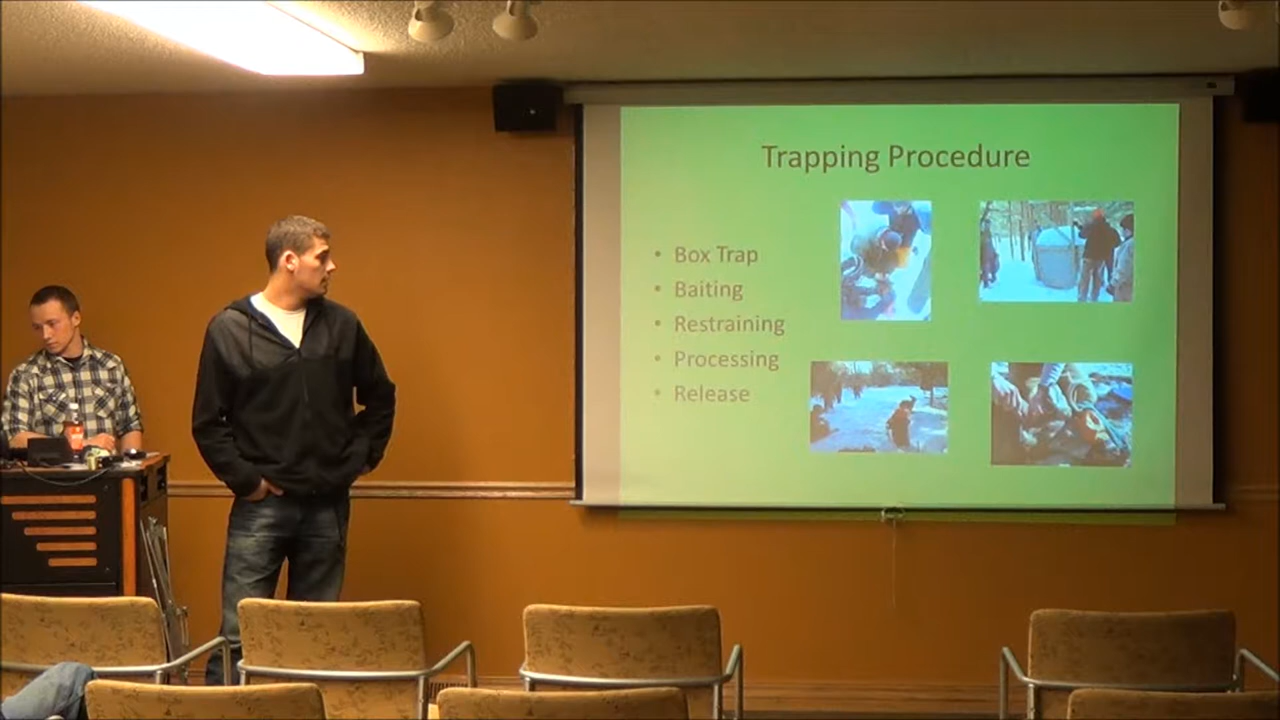 Trapping Procedure
• Box Trap
• Baiting
• Restraining
• Processing
• Release